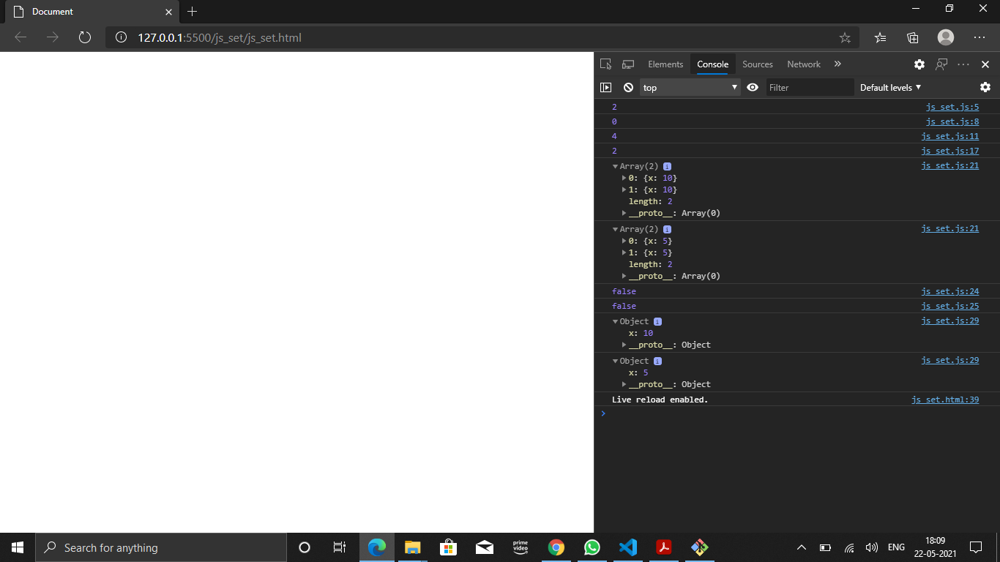 Document
127.0.0.1:5500/js_set/js_set.html
Elements Console Sources Network
top Filter Default levels
2 js_set.js:5
0 js_set.js:8
4 js_set.js:11
2 js_set.js:17
Array(2) i js_set.js:21
0: {x: 10}
1: {x: 10}
length: 2
__proto__: Array(0)
Array(2) i js_set.js:21
0: {x: 5}
1: {x: 5}
length: 2
__proto__: Array(0)
false js_set.js:24
false js_set.js:25
Object i js_set.js:29
x: 10
__proto__: Object
Object i js_set.js:29
x: 5
__proto__: Object
Live reload enabled. js_set.html:39
Search for anything
prime video
ENG
18:09
22-05-2021